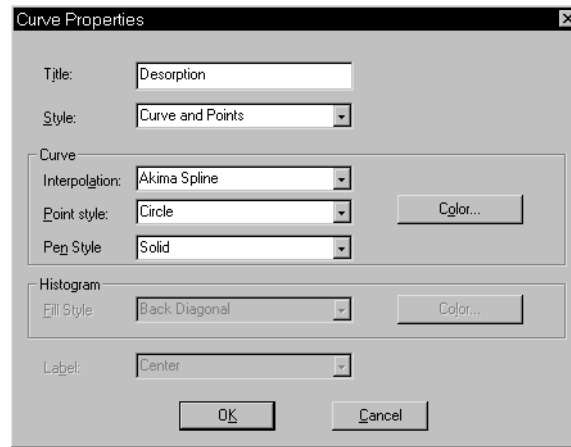 Curve Properties
Title: Desorption
Style: Curve and Points
Curve
Interpolation: Akima Spline
Point style: Circle
Color...
Pen Style Solid
Histogram
Fill Style Back Diagonal Color...
Label: Center
OK Cancel